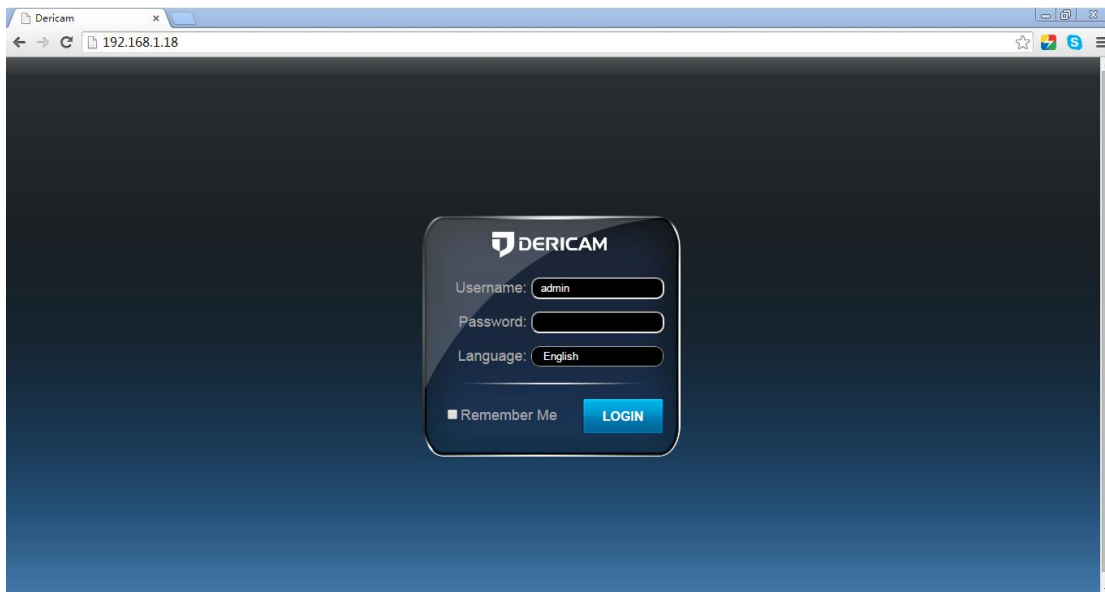 Dericam
192.168.1.18
DERICAM
Username: admin
Password:
Language: English
Remember Me LOGIN